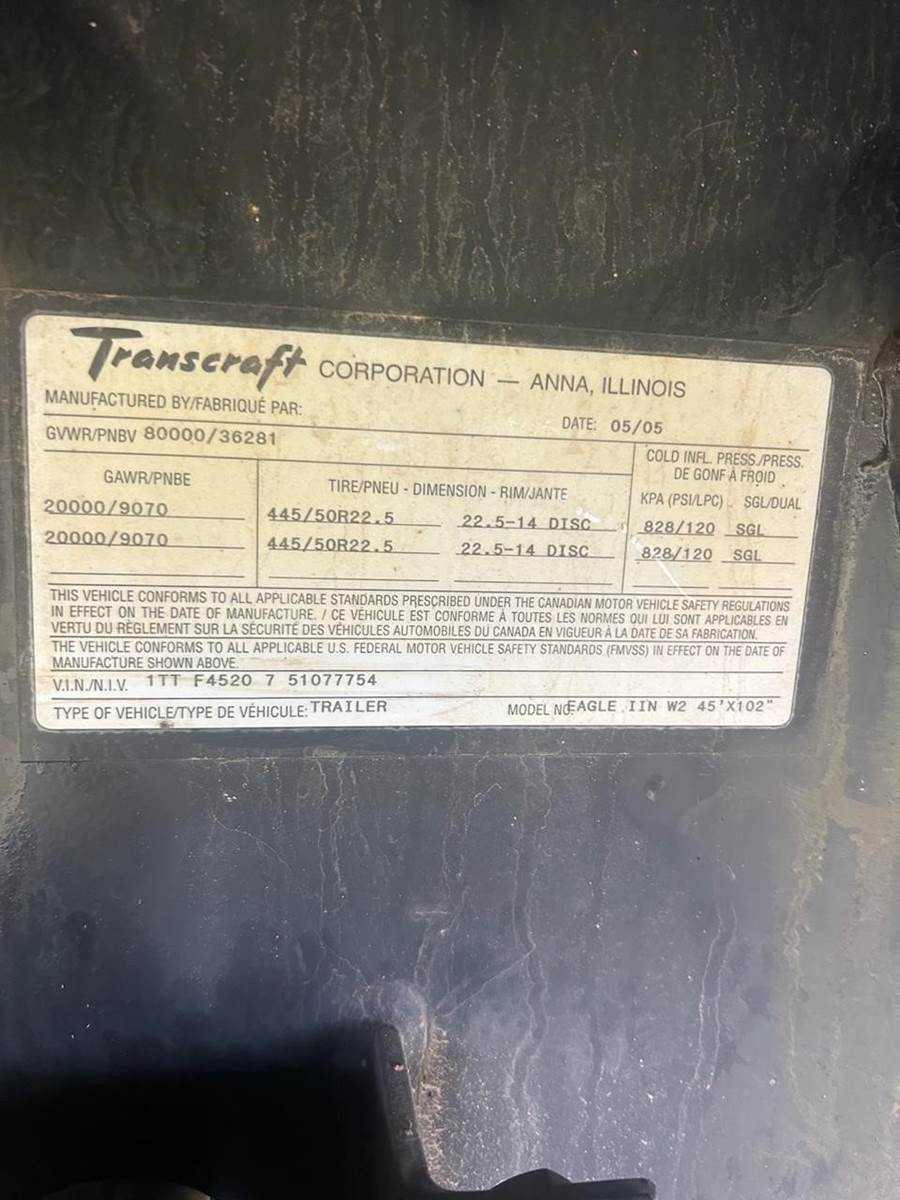 Transcraft CORPORATION — ANNA, ILLINOIS
MANUFACTURED BY/FABRIQUÉ PAR: DATE: 05/05
GVWR/PNBV 80000/36281
COLD INFL. PRESS./PRESS.
DE GONF À FROID
GAWR/PNBE TIRE/PNEU - DIMENSION - RIM/JANTE KPA (PSI/LPC) SGL/DUAL
20000/9070 445/50R22.5 22.5-14 DISC 828/120 SGL
20000/9070 445/50R22.5 22.5-14 DISC 828/120 SGL
THIS VEHICLE CONFORMS TO ALL APPLICABLE STANDARDS PRESCRIBED UNDER THE CANADIAN MOTOR VEHICLE SAFETY REGULATIONS
IN EFFECT ON THE DATE OF MANUFACTURE. / CE VÉHICULE EST CONFORME À TOUTES LES NORMES QUI LUI SONT APPLICABLES EN
VERTU DU RÈGLEMENT SUR LA SÉCURITÉ DES VÉHICULES AUTOMOBILES DU CANADA EN VIGUEUR À LA DATE DE SA FABRICATION.
THE VEHICLE CONFORMS TO ALL APPLICABLE U.S. FEDERAL MOTOR VEHICLE SAFETY STANDARDS (FMVSS) IN EFFECT ON THE DATE OF
MANUFACTURE SHOWN ABOVE.
V.I.N./N.I.V. 1TT F4520 7 51077754
TYPE OF VEHICLE/TYPE DE VÉHICULE: TRAILER MODEL NO. EAGLE IIN W2 45'X102"